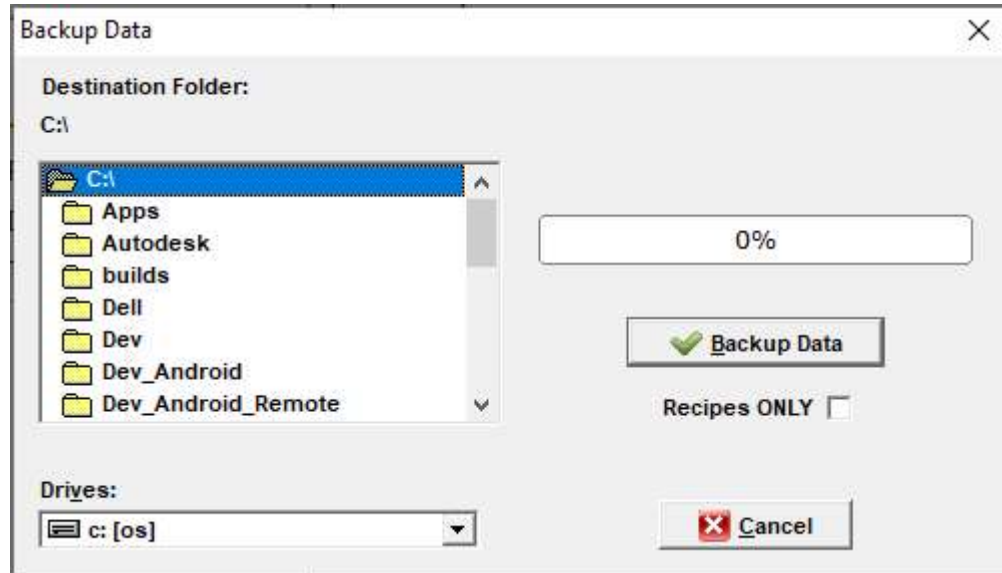 Backup Data
Destination Folder:
C:\
C:\
Apps
Autodesk
builds
Dell
Dev
Dev_Android
Dev_Android_Remote
Drives:
c: [os]
0%
Backup Data
Recipes ONLY
Cancel